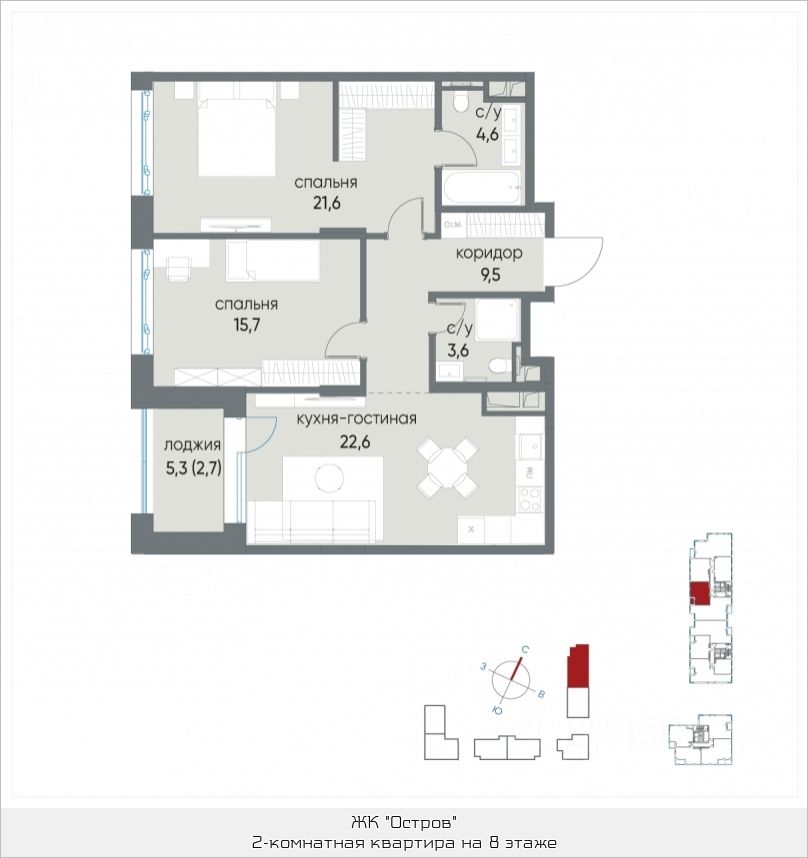 с/у
4,6
спальня
21,6
Ст.М.
коридор
9,5
спальня
15,7
с/у
3,6
кухня-гостиная
22,6
лоджия
5,3 (2,7)
ПМ
х
С
З
В
Ю
ЖК "Остров"
2-комнатная квартира на 8 этаже